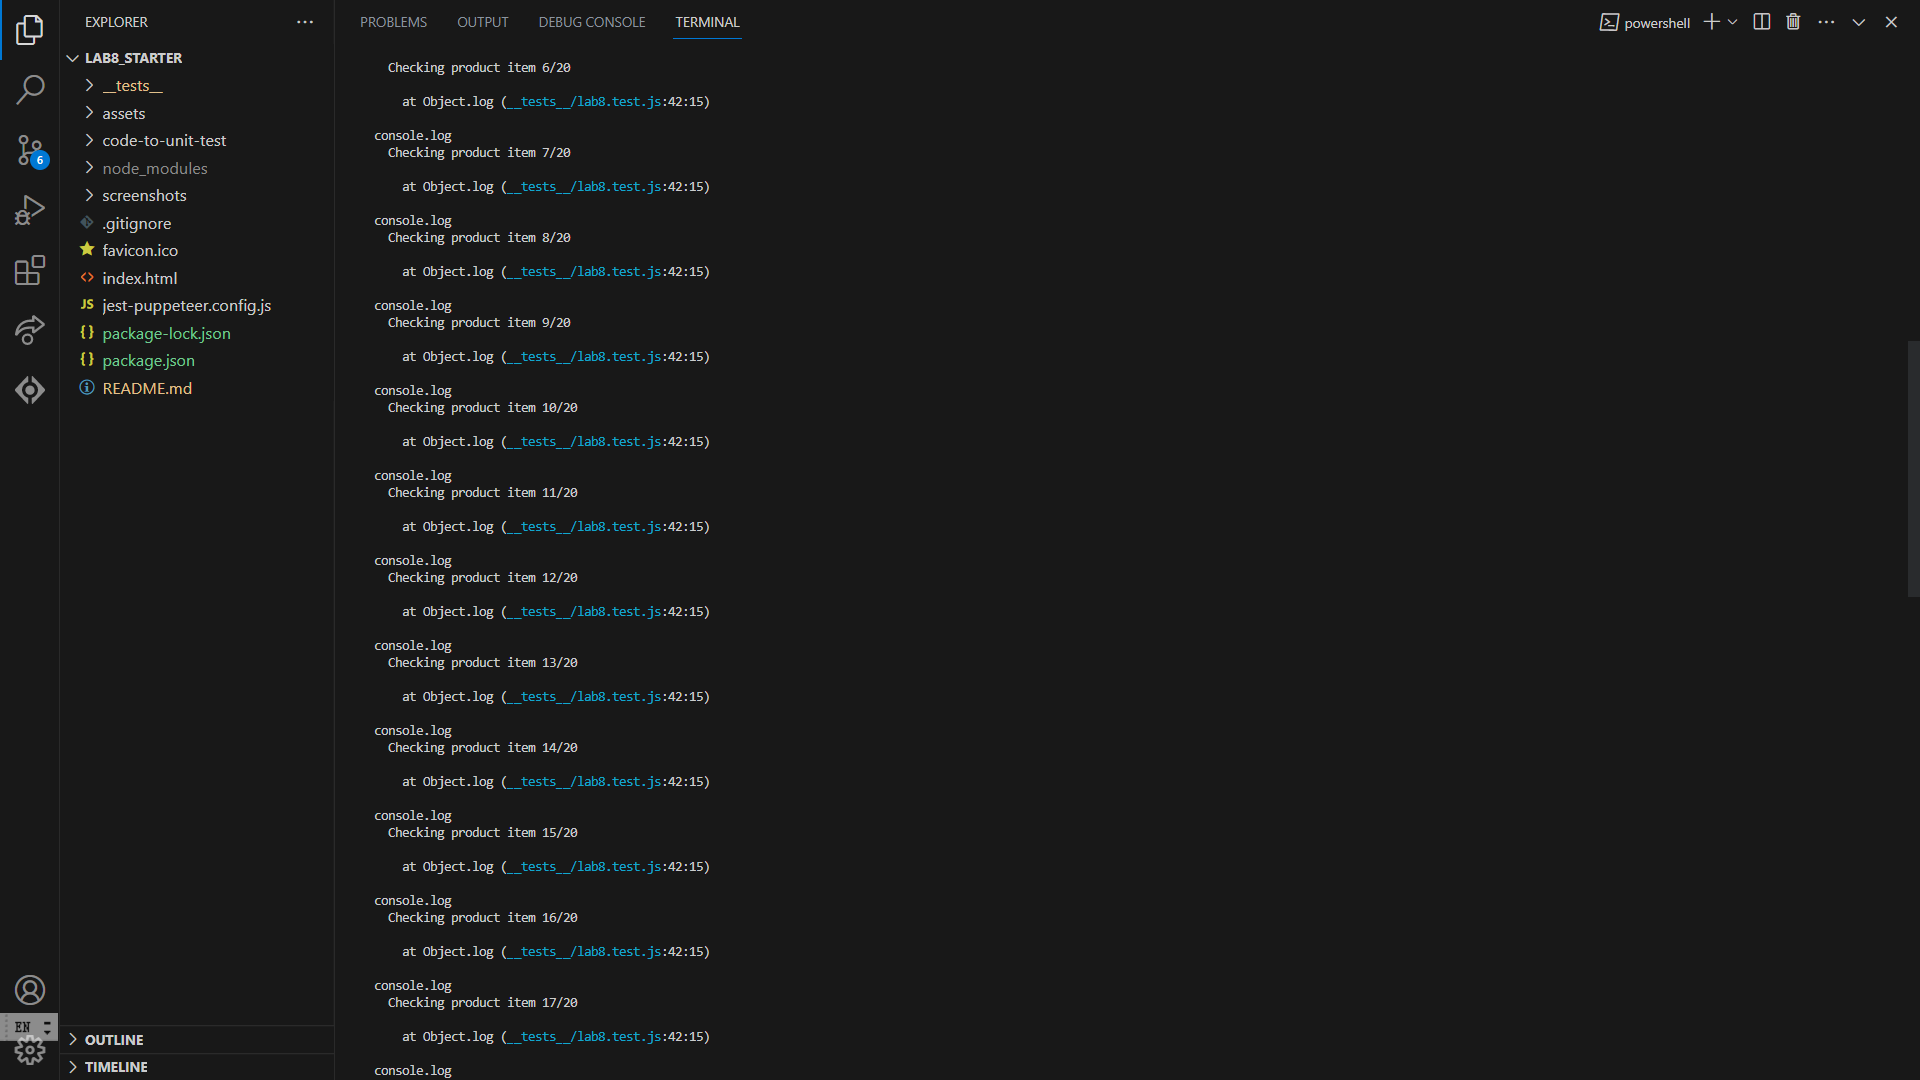 EXPLORER
LAB8_STARTER
__tests__
assets
code-to-unit-test
node_modules
screenshots
.gitignore
favicon.ico
index.html
JS jest-puppeteer.config.js
{} package-lock.json
{} package.json
README.md
6
EN
OUTLINE
TIMELINE
PROBLEMS OUTPUT DEBUG CONSOLE TERMINAL
powershell
Checking product item 6/20
at Object.log (__tests__/lab8.test.js:42:15)
console.log
Checking product item 7/20
at Object.log (__tests__/lab8.test.js:42:15)
console.log
Checking product item 8/20
at Object.log (__tests__/lab8.test.js:42:15)
console.log
Checking product item 9/20
at Object.log (__tests__/lab8.test.js:42:15)
console.log
Checking product item 10/20
at Object.log (__tests__/lab8.test.js:42:15)
console.log
Checking product item 11/20
at Object.log (__tests__/lab8.test.js:42:15)
console.log
Checking product item 12/20
at Object.log (__tests__/lab8.test.js:42:15)
console.log
Checking product item 13/20
at Object.log (__tests__/lab8.test.js:42:15)
console.log
Checking product item 14/20
at Object.log (__tests__/lab8.test.js:42:15)
console.log
Checking product item 15/20
at Object.log (__tests__/lab8.test.js:42:15)
console.log
Checking product item 16/20
at Object.log (__tests__/lab8.test.js:42:15)
console.log
Checking product item 17/20
at Object.log (__tests__/lab8.test.js:42:15)
console.log